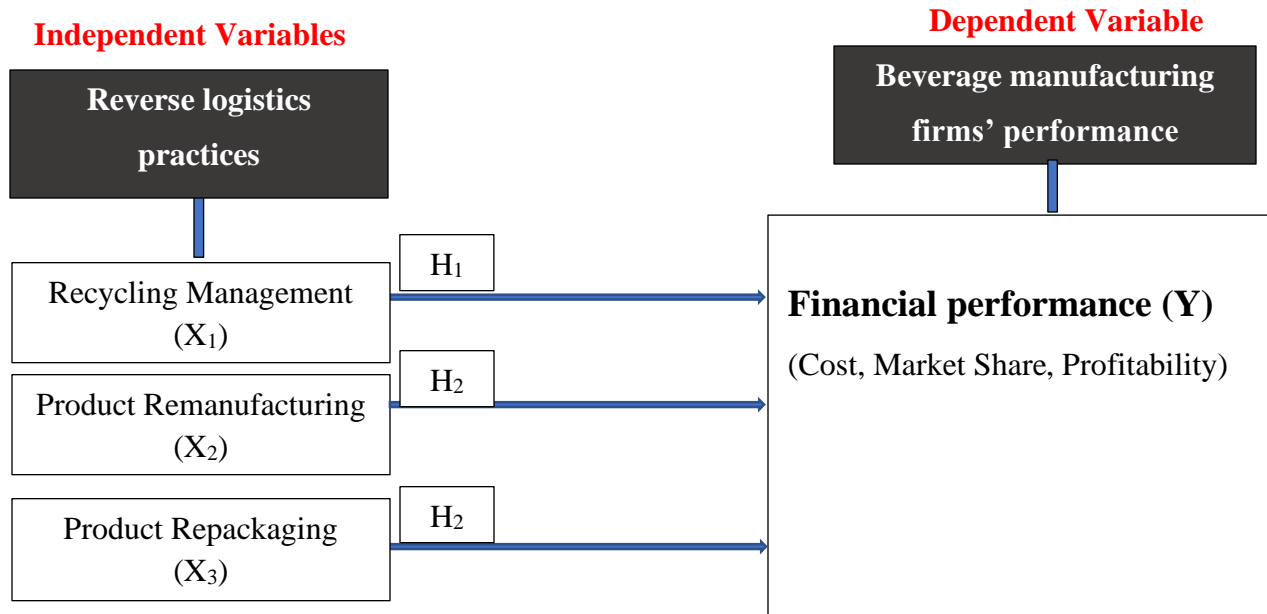 Independent Variables
Reverse logistics
practices
Recycling Management
(X₁)
H₁
Product Remanufacturing
(X₂)
H₂
Product Repackaging
(X₃)
H₂
Dependent Variable
Beverage manufacturing
firms’ performance
Financial performance (Y)
(Cost, Market Share, Profitability)